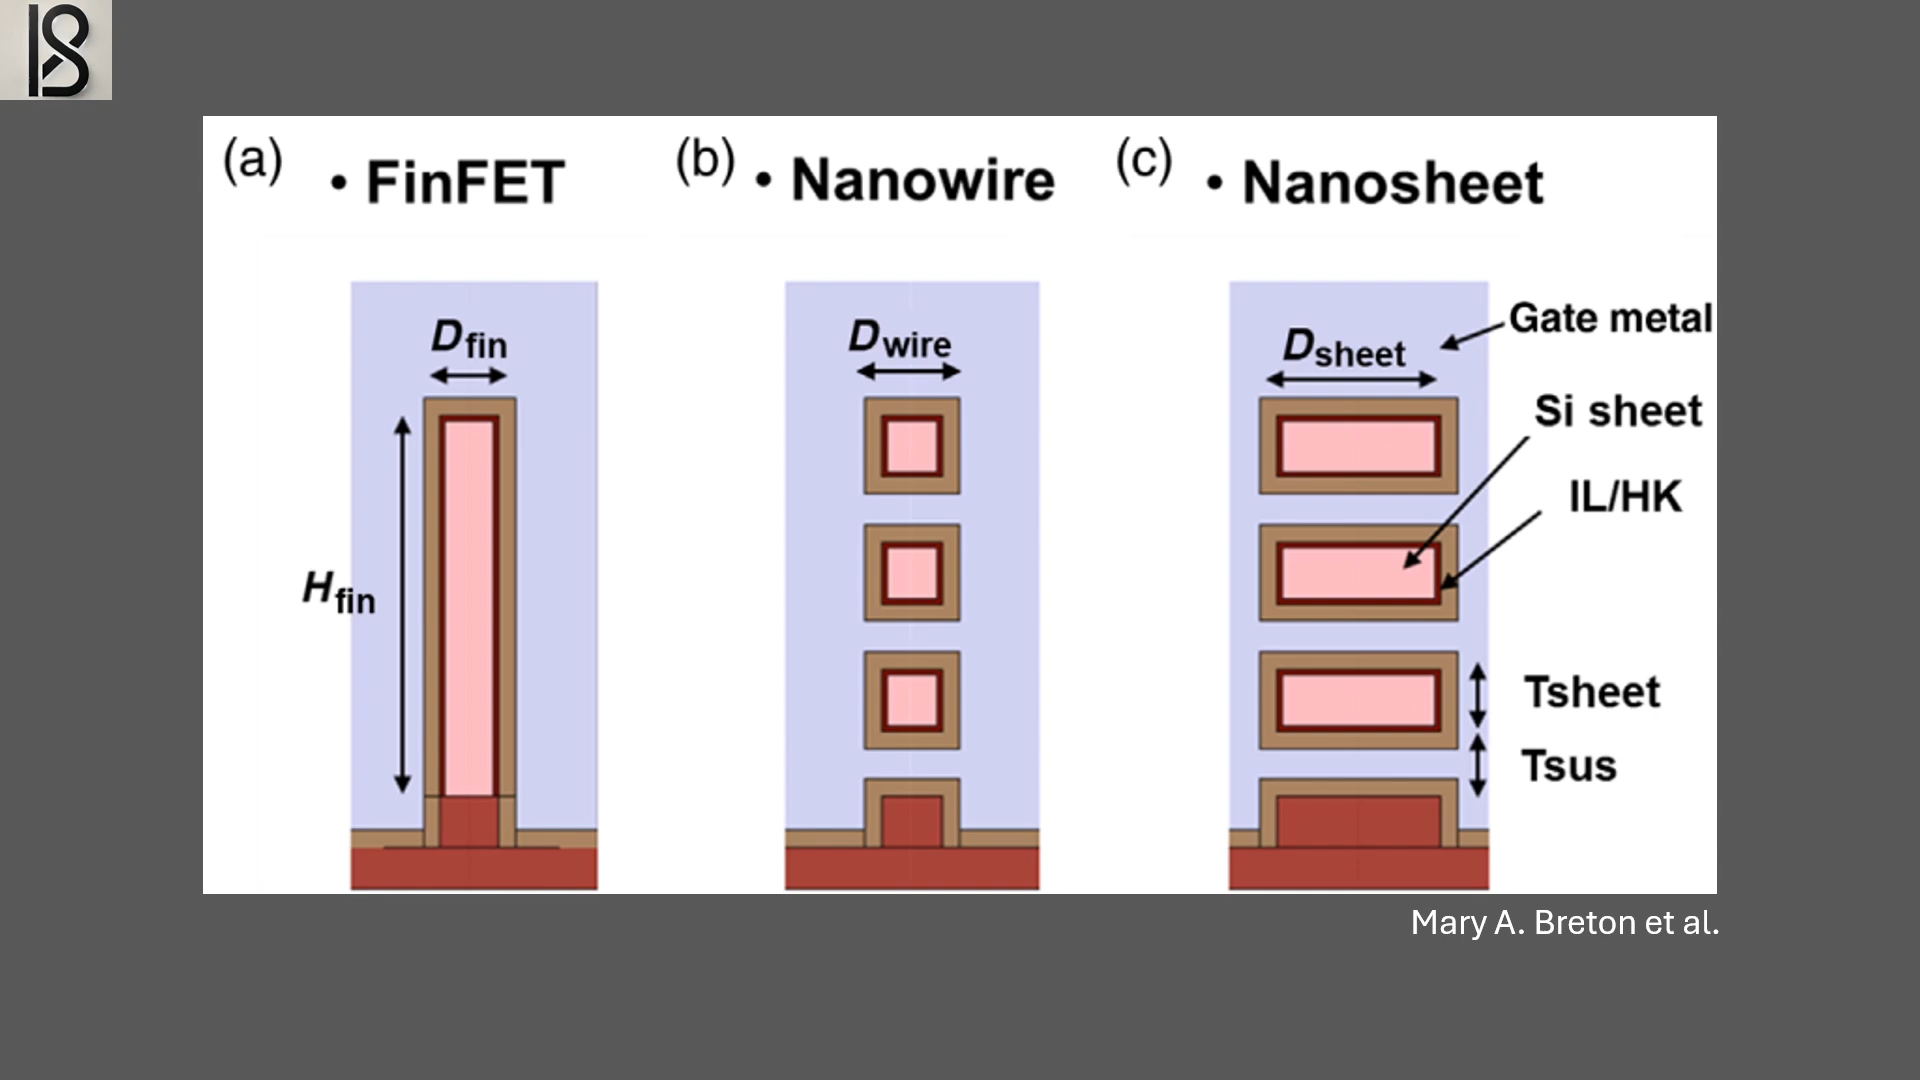 (a) • FinFET
(b) • Nanowire
(c) • Nanosheet
Dfin
Hfin
Dwire
Dsheet
Gate metal
Si sheet
IL/HK
Tsheet
Tsus
Mary A. Breton et al.